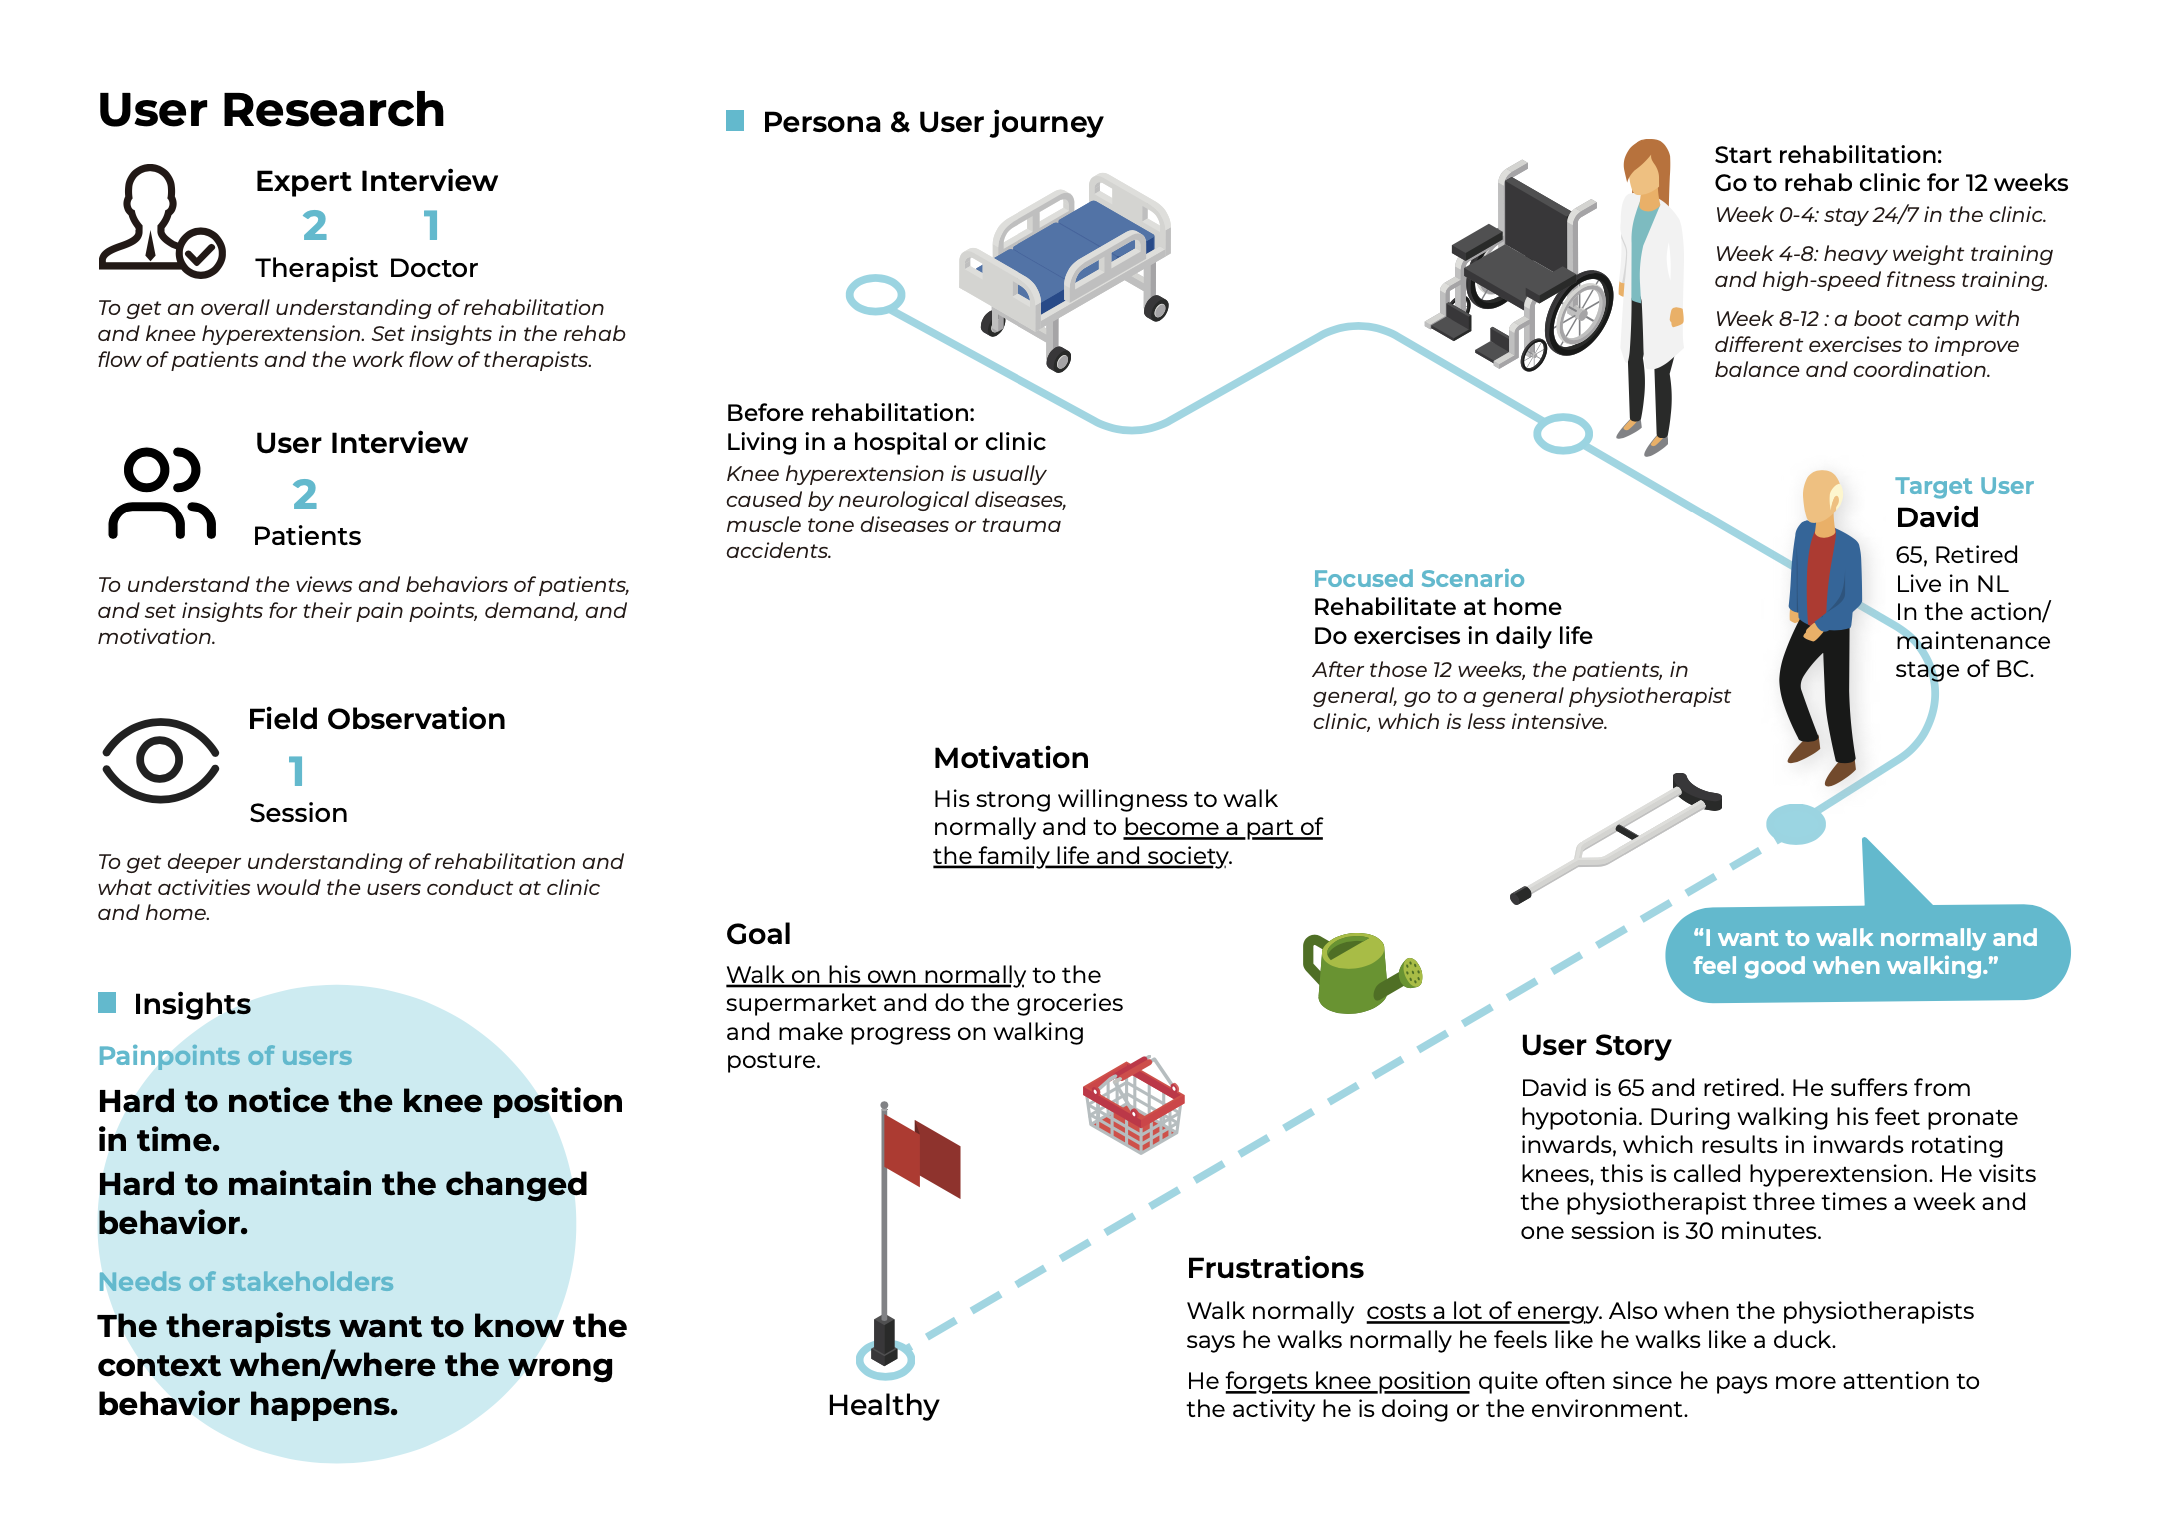 User Research
Expert Interview
2 1
Therapist Doctor
To get an overall understanding of rehabilitation
and knee hyperextension. Set insights in the rehab
flow of patients and the work flow of therapists.
User Interview
2
Patients
To understand the views and behaviors of patients,
and set insights for their pain points, demand, and
motivation.
Field Observation
1
Session
To get deeper understanding of rehabilitation and
what activities would the users conduct at clinic
and home.
Insights
Painpoints of users
Hard to notice the knee position
in time.
Hard to maintain the changed
behavior.
Needs of stakeholders
The therapists want to know the
context when/where the wrong
behavior happens.
Persona & User journey
Before rehabilitation:
Living in a hospital or clinic
Knee hyperextension is usually
caused by neurological diseases,
muscle tone diseases or trauma
accidents.
Start rehabilitation:
Go to rehab clinic for 12 weeks
Week 0-4: stay 24/7 in the clinic.
Week 4-8: heavy weight training
and high-speed fitness training.
Week 8-12 : a boot camp with
different exercises to improve
balance and coordination.
Target User
David
65, Retired
Live in NL
In the action/
maintenance
stage of BC.
Focused Scenario
Rehabilitate at home
Do exercises in daily life
After those 12 weeks, the patients, in
general, go to a general physiotherapist
clinic, which is less intensive.
Motivation
His strong willingness to walk
normally and to become a part of
the family life and society.
Goal
Walk on his own normally to the
supermarket and do the groceries
and make progress on walking
posture.
“I want to walk normally and
feel good when walking.”
User Story
David is 65 and retired. He suffers from
hypotonia. During walking his feet pronate
inwards, which results in inwards rotating
knees, this is called hyperextension. He visits
the physiotherapist three times a week and
one session is 30 minutes.
Frustrations
Walk normally costs a lot of energy. Also when the physiotherapists
says he walks normally he feels like he walks like a duck.
He forgets knee position quite often since he pays more attention to
the activity he is doing or the environment.
Healthy